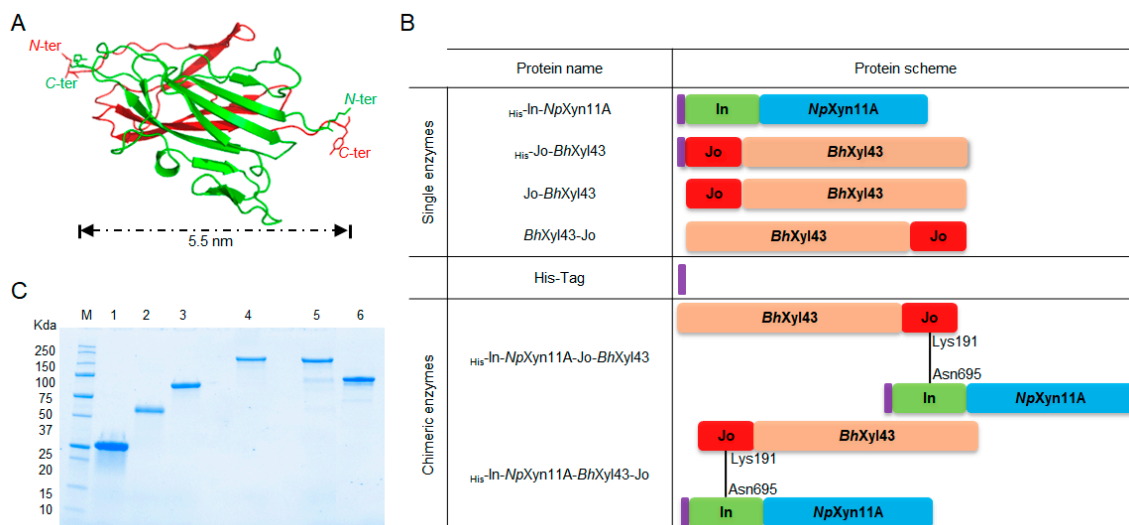 A
N-ter
C-ter
N-ter
C-ter
5.5 nm
B
Protein name
Protein scheme
Single enzymes
His-In-NpXyn11A
In
NpXyn11A
His-Jo-BhXyl43
Jo
BhXyl43
Jo-BhXyl43
Jo
BhXyl43
BhXyl43-Jo
BhXyl43
Jo
His-Tag
Chimeric enzymes
His-In-NpXyn11A-Jo-BhXyl43
BhXyl43
Jo
Lys191
Asn695
In
NpXyn11A
His-In-NpXyn11A-BhXyl43-Jo
Jo
BhXyl43
Lys191
Asn695
In
NpXyn11A
C
Kda
M 1 2 3 4 5 6
250
150
100
75
50
37
25
20
15
10